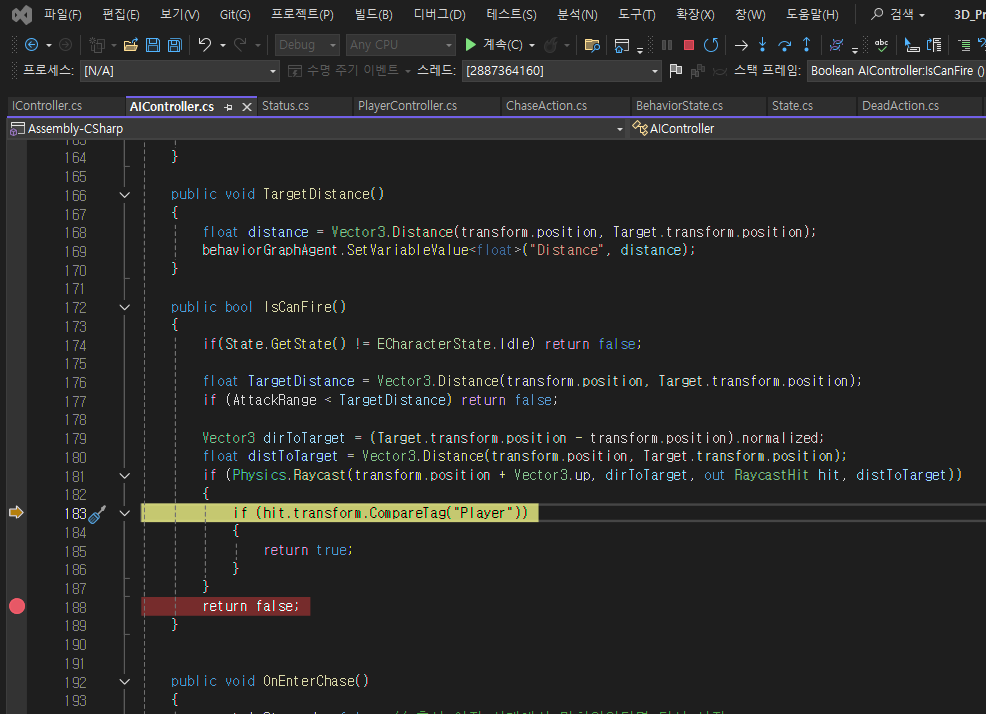 파일(F) 편집(E) 보기(V) Git(G) 프로젝트(P) 빌드(B) 디버그(D) 테스트(S) 분석(N) 도구(T) 확장(X) 창(W) 도움말(H) 검색 3D_Pr
Debug Any CPU 계속(C) abc
프로세스: [N/A] 수명 주기 이벤트 스레드: [2887364160] 스택 프레임: Boolean AIController:IsCanFire ()
IController.cs AIController.cs Status.cs PlayerController.cs ChaseAction.cs BehaviorState.cs State.cs DeadAction.cs
Assembly-CSharp AIController
163
164 }
165
166 public void TargetDistance()
167 {
168 float distance = Vector3.Distance(transform.position, Target.transform.position);
169 behaviorGraphAgent.SetVariableValue<float>("Distance", distance);
170 }
171
172 public bool IsCanFire()
173 {
174 if(State.GetState() != ECharacterState.Idle) return false;
175
176 float TargetDistance = Vector3.Distance(transform.position, Target.transform.position);
177 if (AttackRange < TargetDistance) return false;
178
179 Vector3 dirToTarget = (Target.transform.position - transform.position).normalized;
180 float distToTarget = Vector3.Distance(transform.position, Target.transform.position);
181 if (Physics.Raycast(transform.position + Vector3.up, dirToTarget, out RaycastHit hit, distToTarget))
182 {
183 if (hit.transform.CompareTag("Player"))
184 {
185 return true;
186 }
187 }
188 return false;
189 }
190
191
192 public void OnEnterChase()
193 {